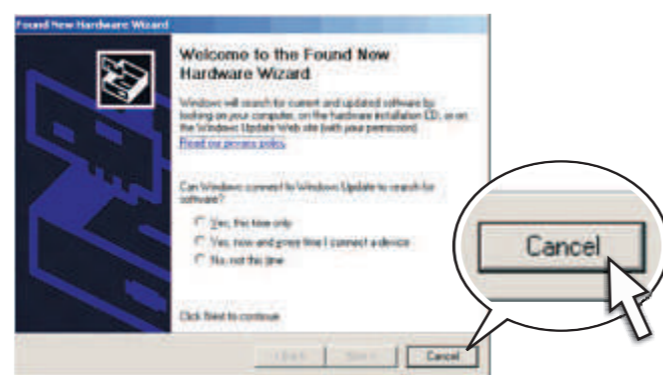 Found New Hardware Wizard
Welcome to the Found New
Hardware Wizard
Windows will search for current and updated software by
looking on your computer, on the hardware installation CD, or on
the Windows Update Web site (with your permission).
Read our privacy policy
Can Windows connect to Windows Update to search for
software?
Yes, this time only
Yes, now and every time I connect a device
No, not this time
Click Next to continue.
< Back Next > Cancel
Cancel